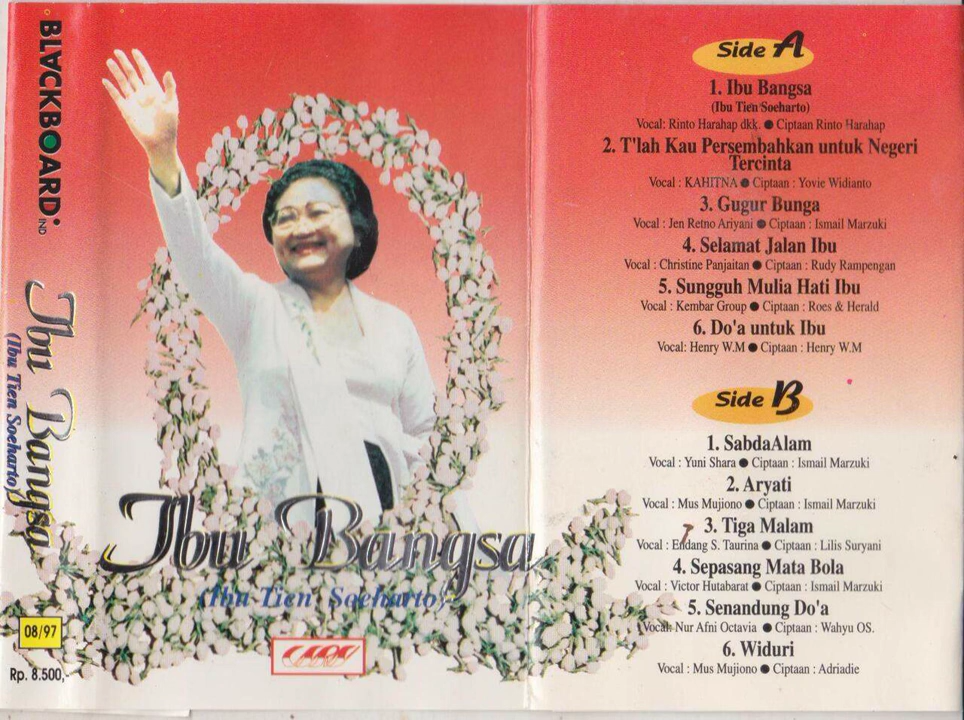 BLACKBOARD IND
Ibu Bangsa
(Ibu Tien Soeharto)
08/97
Rp. 8.500,-
Ibu Bangsa
(Ibu Tien Soeharto)
Side A
1. Ibu Bangsa
(Ibu Tien Soeharto)
Vocal: Rinto Harahap dkk. ● Ciptaan Rinto Harahap
2. T'lah Kau Persembahkan untuk Negeri
Tercinta
Vocal : KAHITNA ● Ciptaan : Yovie Widianto
3. Gugur Bunga
Vocal : Jen Retno Ariyani ● Ciptaan : Ismail Marzuki
4. Selamat Jalan Ibu
Vocal : Christine Panjaitan ● Ciptaan : Rudy Rampengan
5. Sungguh Mulia Hati Ibu
Vocal : Kembar Group ● Ciptaan : Roes & Herald
6. Do'a untuk Ibu
Vocal: Henry W.M ● Ciptaan : Henry W.M
Side B
1. SabdaAlam
Vocal : Yuni Shara ● Ciptaan : Ismail Marzuki
2. Aryati
Vocal : Mus Mujiono ● Ciptaan : Ismail Marzuki
3. Tiga Malam
Vocal : Endang S. Taurina ● Ciptaan : Lilis Suryani
4. Sepasang Mata Bola
Vocal : Victor Hutabarat ● Ciptaan : Ismail Marzuki
5. Senandung Do'a
Vocal: Nur Afni Octavia ● Ciptaan : Wahyu OS.
6. Widuri
Vocal : Mus Mujiono ● Ciptaan : Adriadie